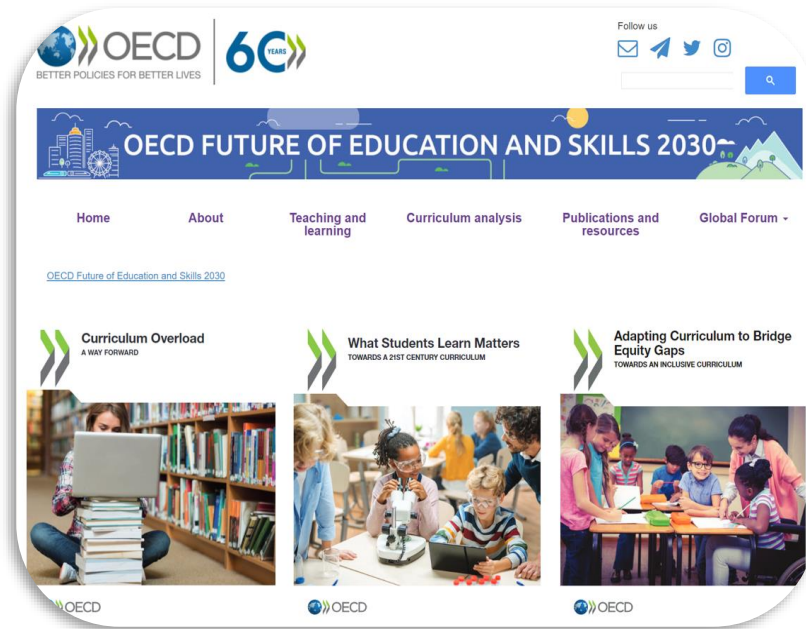 Follow us
OECD 60 YEARS
BETTER POLICIES FOR BETTER LIVES
OECD FUTURE OF EDUCATION AND SKILLS 2030
Home About Teaching and learning Curriculum analysis Publications and resources Global Forum
OECD Future of Education and Skills 2030
Curriculum Overload
A WAY FORWARD
What Students Learn Matters
TOWARDS A 21ST CENTURY CURRICULUM
Adapting Curriculum to Bridge
Equity Gaps
TOWARDS AN INCLUSIVE CURRICULUM
OECD
OECD
OECD